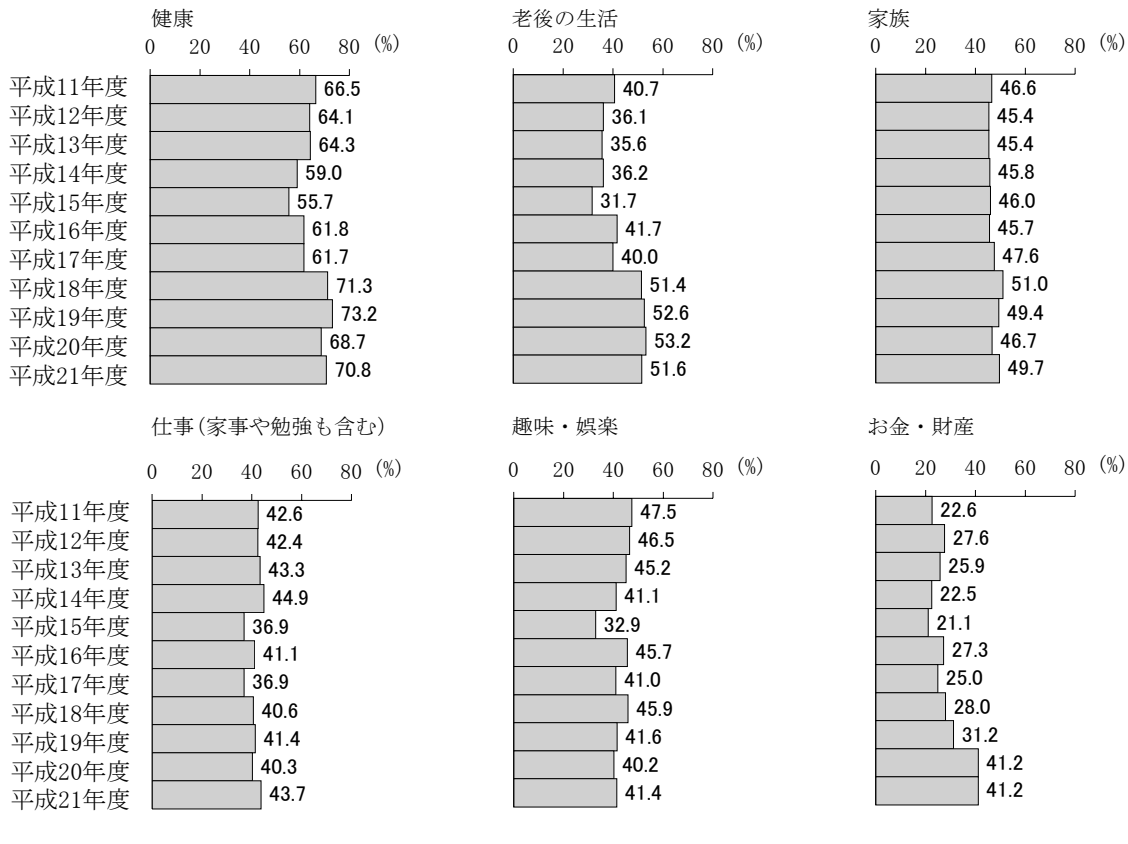 健康 老後の生活 家族
0 20 40 60 80 (%) 0 20 40 60 80 (%) 0 20 40 60 80 (%)
平成11年度 66.5 40.7 46.6
平成12年度 64.1 36.1 45.4
平成13年度 64.3 35.6 45.4
平成14年度 59.0 36.2 45.8
平成15年度 55.7 31.7 46.0
平成16年度 61.8 41.7 45.7
平成17年度 61.7 40.0 47.6
平成18年度 71.3 51.4 51.0
平成19年度 73.2 52.6 49.4
平成20年度 68.7 53.2 46.7
平成21年度 70.8 51.6 49.7
仕事(家事や勉強も含む) 趣味・娯楽 お金・財産
0 20 40 60 80 (%) 0 20 40 60 80 (%) 0 20 40 60 80 (%)
平成11年度 42.6 47.5 22.6
平成12年度 42.4 46.5 27.6
平成13年度 43.3 45.2 25.9
平成14年度 44.9 41.1 22.5
平成15年度 36.9 32.9 21.1
平成16年度 41.1 45.7 27.3
平成17年度 36.9 41.0 25.0
平成18年度 40.6 45.9 28.0
平成19年度 41.4 41.6 31.2
平成20年度 40.3 40.2 41.2
平成21年度 43.7 41.4 41.2